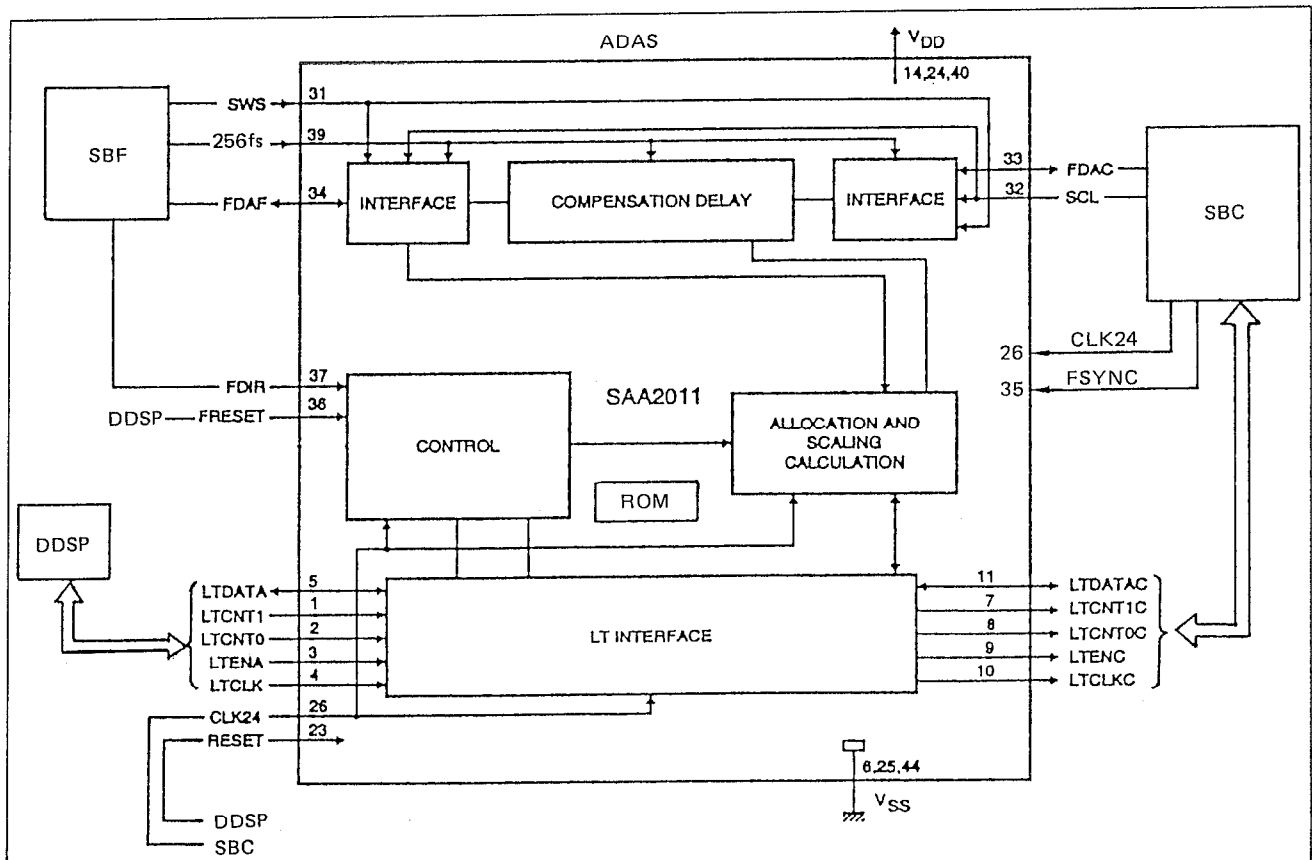 ADAS
VDD
14,24,40
SBF
SWS
31
256fs
39
FDAF
34
INTERFACE
COMPENSATION DELAY
INTERFACE
33
FDAC
32
SCL
SBC
26
CLK24
35
FSYNC
FDIR
37
DDSP
FRESET
38
CONTROL
SAA2011
ALLOCATION AND
SCALING
CALCULATION
ROM
DDSP
LTDATA
5
LTCNT1
1
LTCNT0
2
LTENA
3
LTCLK
4
LT INTERFACE
11
LTDATAC
7
LTCNT1C
8
LTCNT0C
9
LTENC
10
LTCLKC
CLK24
26
RESET
23
6,25,44
VSS
DDSP
SBC